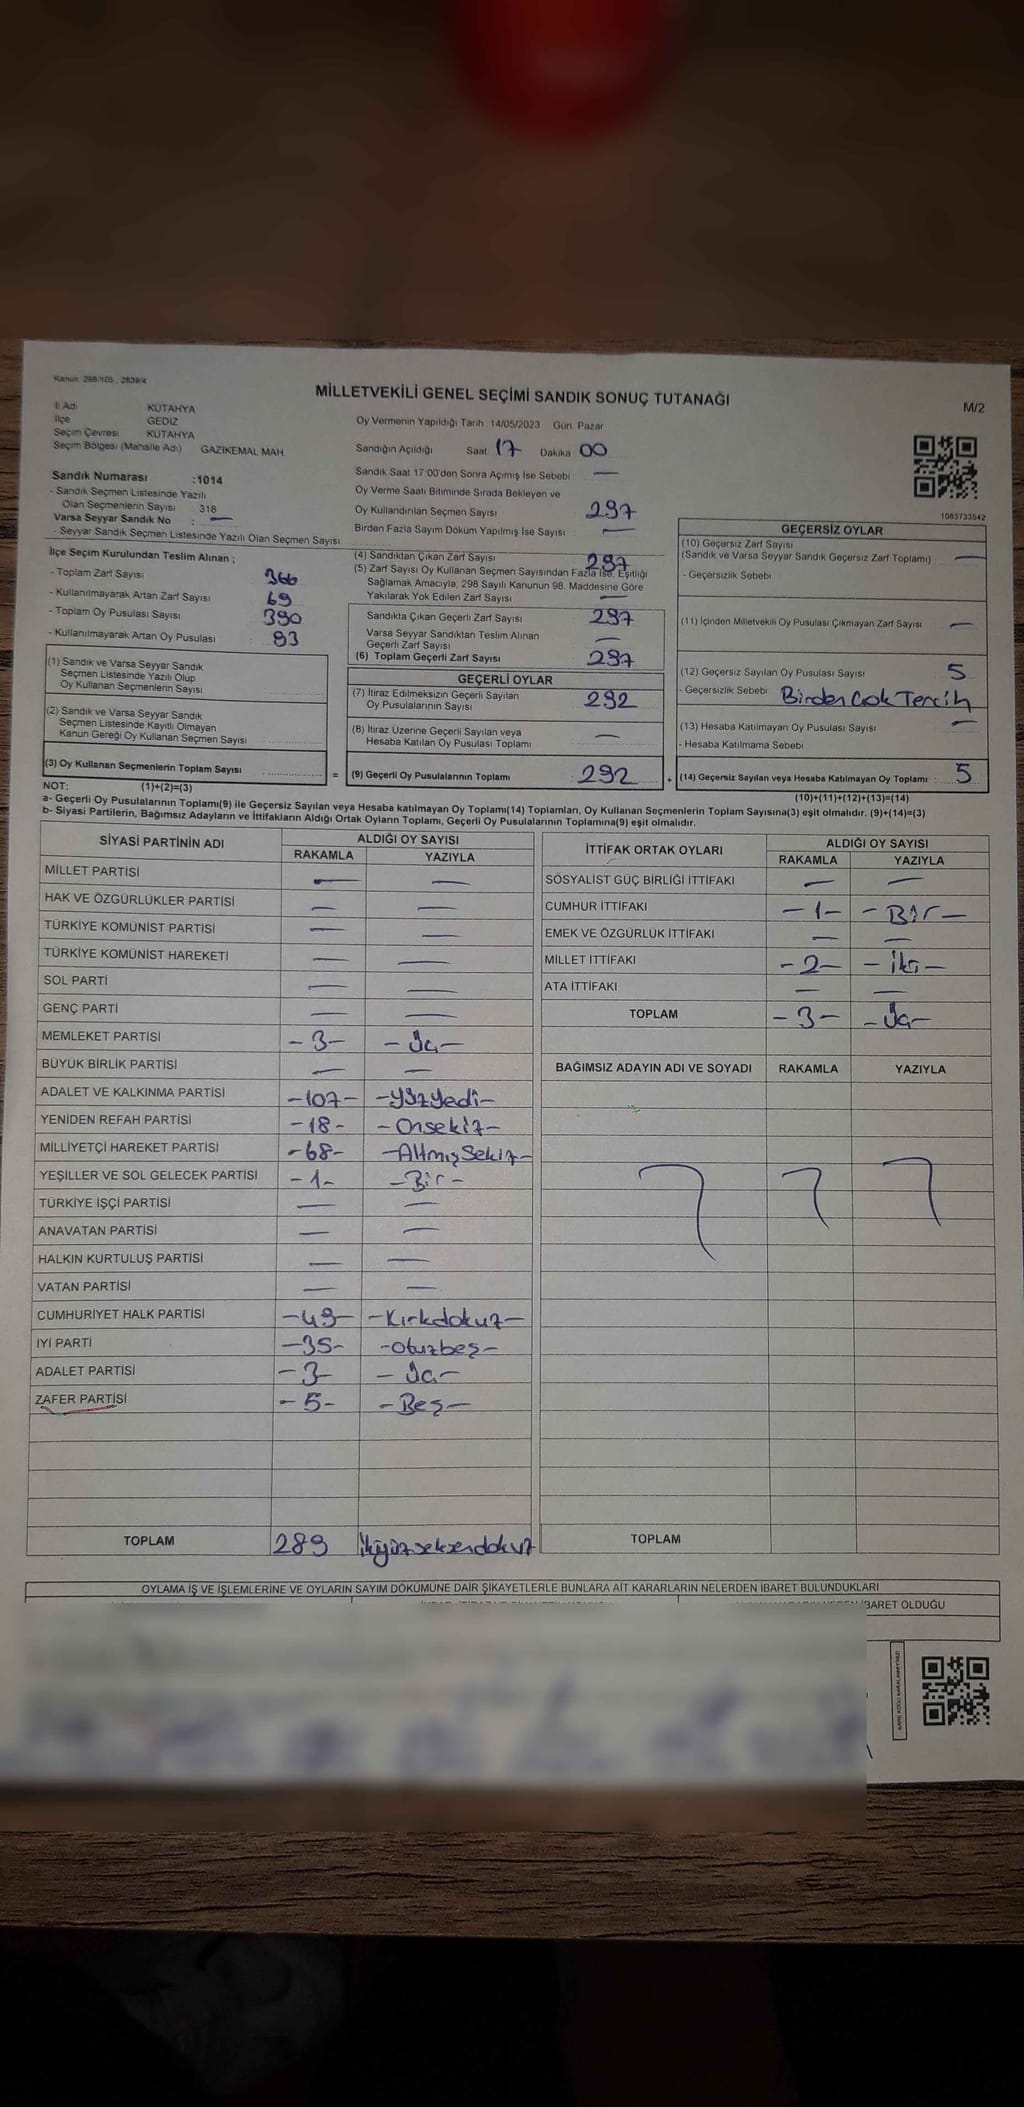 Kanun: 298/105 , 2839/4
MİLLETVEKİLİ GENEL SEÇİMİ SANDIK SONUÇ TUTANAĞI
M/2
İl Adı KÜTAHYA
İlçe GEDİZ
Seçim Çevresi KÜTAHYA
Seçim Bölgesi (Mahalle Adı) GAZİKEMAL MAH
Oy Vermenin Yapıldığı Tarih 14/05/2023 Gün Pazar
Sandığın Açıldığı Saat 17 Dakika 00
Sandık Saat 17:00'den Sonra Açımış İse Sebebi —
Oy Verme Saati Bitiminde Sırada Bekleyen ve
Oy Kullandırılan Seçmen Sayısı 297
Birden Fazla Sayım Döküm Yapılmış İse Sayısı —
Sandık Numarası :1014
- Sandık Seçmen Listesinde Yazılı
Olan Seçmenlerin Sayısı 318
Varsa Seyyar Sandık No : —
- Seyyar Sandık Seçmen Listesinde Yazılı Olan Seçmen Sayısı
İlçe Seçim Kurulundan Teslim Alınan ;
- Toplam Zarf Sayısı 366
- Kullanılmayarak Artan Zarf Sayısı 69
- Toplam Oy Pusulası Sayısı 390
- Kullanılmayarak Artan Oy Pusulası 93
(1) Sandık ve Varsa Seyyar Sandık
Seçmen Listesinde Yazılı Olup
Oy Kullanan Seçmenlerin Sayısı
(2) Sandık ve Varsa Seyyar Sandık
Seçmen Listesinde Kayıtlı Olmayan
Kanun Gereği Oy Kullanan Seçmen Sayısı
(3) Oy Kullanan Seçmenlerin Toplam Sayısı :
(4) Sandıktan Çıkan Zarf Sayısı 297
(5) Zarf Sayısı Oy Kullanan Seçmen Sayısından Fazla İse, Eşitliği
Sağlamak Amacıyla, 298 Sayılı Kanunun 98. Maddesine Göre
Yakılarak Yok Edilen Zarf Sayısı —
Sandıkta Çıkan Geçerli Zarf Sayısı 297
Varsa Seyyar Sandıktan Teslim Alınan
Geçerli Zarf Sayısı —
(6) Toplam Geçerli Zarf Sayısı 297
GEÇERLİ OYLAR
(7) İtiraz Edilmeksizin Geçerli Sayılan
Oy Pusulalarının Sayısı 292
(8) İtiraz Üzerine Geçerli Sayılan veya
Hesaba Katılan Oy Pusulası Toplamı —
= (9) Geçerli Oy Pusulalarının Toplamı : 292 +
1083733542
GEÇERSİZ OYLAR
(10) Geçersiz Zarf Sayısı
(Sandık ve Varsa Seyyar Sandık Geçersiz Zarf Toplamı) —
- Geçersizlik Sebebi
(11) İçinden Milletvekili Oy Pusulası Çıkmayan Zarf Sayısı —
(12) Geçersiz Sayılan Oy Pusulası Sayısı 5
- Geçersizlik Sebebi Birden Çok Tercih
(13) Hesaba Katılmayan Oy Pusulası Sayısı —
- Hesaba Katılmama Sebebi
(14) Geçersiz Sayılan veya Hesaba Katılmayan Oy Toplamı : 5
NOT: (1)+(2)=(3)
(10)+(11)+(12)+(13)=(14)
a- Geçerli Oy Pusulalarının Toplamı(9) ile Geçersiz Sayılan veya Hesaba katılmayan Oy Toplamı(14) Toplamları, Oy Kullanan Seçmenlerin Toplam Sayısına(3) eşit olmalıdır. (9)+(14)=(3)
b- Siyasi Partilerin, Bağımsız Adayların ve İttifakların Aldığı Ortak Oyların Toplamı, Geçerli Oy Pusulalarının Toplamına(9) eşit olmalıdır.
SİYASİ PARTİNİN ADI ALDIĞI OY SAYISI
RAKAMLA YAZIYLA
MİLLET PARTİSİ — —
HAK VE ÖZGÜRLÜKLER PARTİSİ — —
TÜRKİYE KOMÜNİST PARTİSİ — —
TÜRKİYE KOMÜNİST HAREKETİ — —
SOL PARTİ — —
GENÇ PARTİ — —
MEMLEKET PARTİSİ -3- -Üç-
BÜYÜK BİRLİK PARTİSİ — —
ADALET VE KALKINMA PARTİSİ -107- -Yüzyedi-
YENİDEN REFAH PARTİSİ -18- -Onsekiz-
MİLLİYETÇİ HAREKET PARTİSİ -68- -AltmışSekiz-
YEŞİLLER VE SOL GELECEK PARTİSİ -1- -Bir-
TÜRKİYE İŞÇİ PARTİSİ — —
ANAVATAN PARTİSİ — —
HALKIN KURTULUŞ PARTİSİ — —
VATAN PARTİSİ — —
CUMHURİYET HALK PARTİSİ -49- -Kırkdokuz-
İYİ PARTİ -35- -otuzbeş-
ADALET PARTİSİ -3- -Üç-
ZAFER PARTİSİ -5- -Beş-
TOPLAM 289 İkiyüzseksendokuz
İTTİFAK ORTAK OYLARI ALDIĞI OY SAYISI
RAKAMLA YAZIYLA
SOSYALİST GÜÇ BİRLİĞİ İTTİFAKI — —
CUMHUR İTTİFAKI -1- -Bir-
EMEK VE ÖZGÜRLÜK İTTİFAKI — —
MİLLET İTTİFAKI -2- -İki-
ATA İTTİFAKI — —
TOPLAM -3- -Üç-
BAĞIMSIZ ADAYIN ADI VE SOYADI RAKAMLA YAZIYLA
TOPLAM
OYLAMA İŞ VE İŞLEMLERİNE VE OYLARIN SAYIM DÖKÜMÜNE DAİR ŞİKAYETLERLE BUNLARA AİT KARARLARIN NELERDEN İBARET BULUNDUKLARI
İBARET OLDUĞU